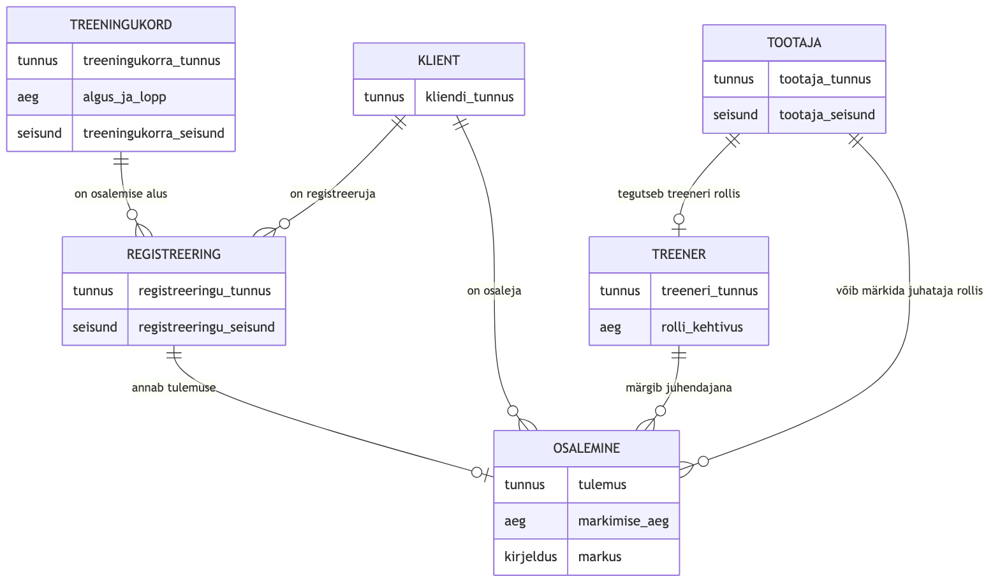 TREENINGUKORD
tunnus treeningukorra_tunnus
aeg algus_ja_lopp
seisund treeningukorra_seisund
KLIENT
tunnus kliendi_tunnus
TOOTAJA
tunnus tootaja_tunnus
seisund tootaja_seisund
on osalemise alus
on registreeruja
tegutseb treeneri rollis
REGISTREERING
tunnus registreeringu_tunnus
seisund registreeringu_seisund
on osaleja
TREENER
tunnus treeneri_tunnus
aeg rolli_kehtivus
võib märkida juhataja rollis
annab tulemuse
märgib juhendajana
OSALEMINE
tunnus tulemus
aeg markimise_aeg
kirjeldus markus